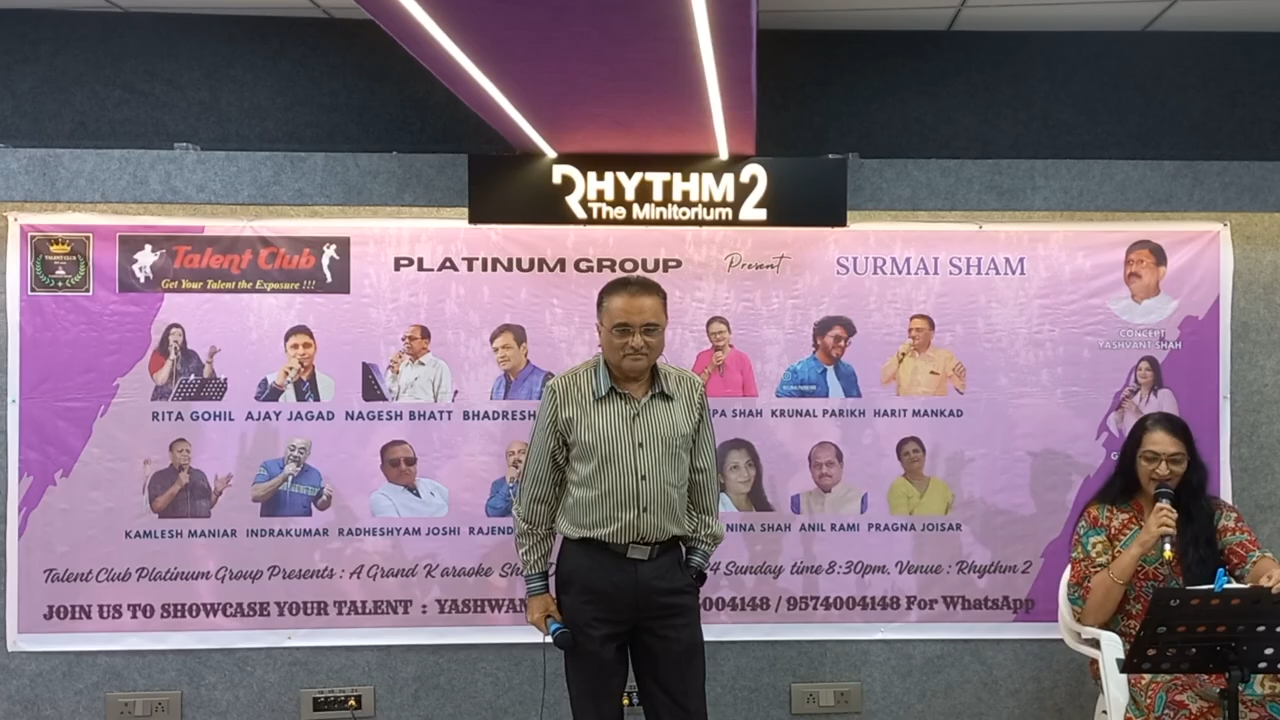 RHYTHM 2
The Minitorium
TALENT CLUB
Talent Club
Get Your Talent the Exposure !!!
PLATINUM GROUP Present SURMAI SHAM
CONCEPT
YASHVANT SHAH
RITA GOHIL AJAY JAGAD NAGESH BHATT BHADRESH PA SHAH KRUNAL PARIKH HARIT MANKAD
KAMLESH MANIAR INDRAKUMAR RADHESHYAM JOSHI RAJEND NINA SHAH ANIL RAMI PRAGNA JOISAR
Talent Club Platinum Group Presents : A Grand Karaoke Sh 24 Sunday time 8:30pm. Venue : Rhythm 2
JOIN US TO SHOWCASE YOUR TALENT : YASHWAN 004148 / 9574004148 For WhatsApp